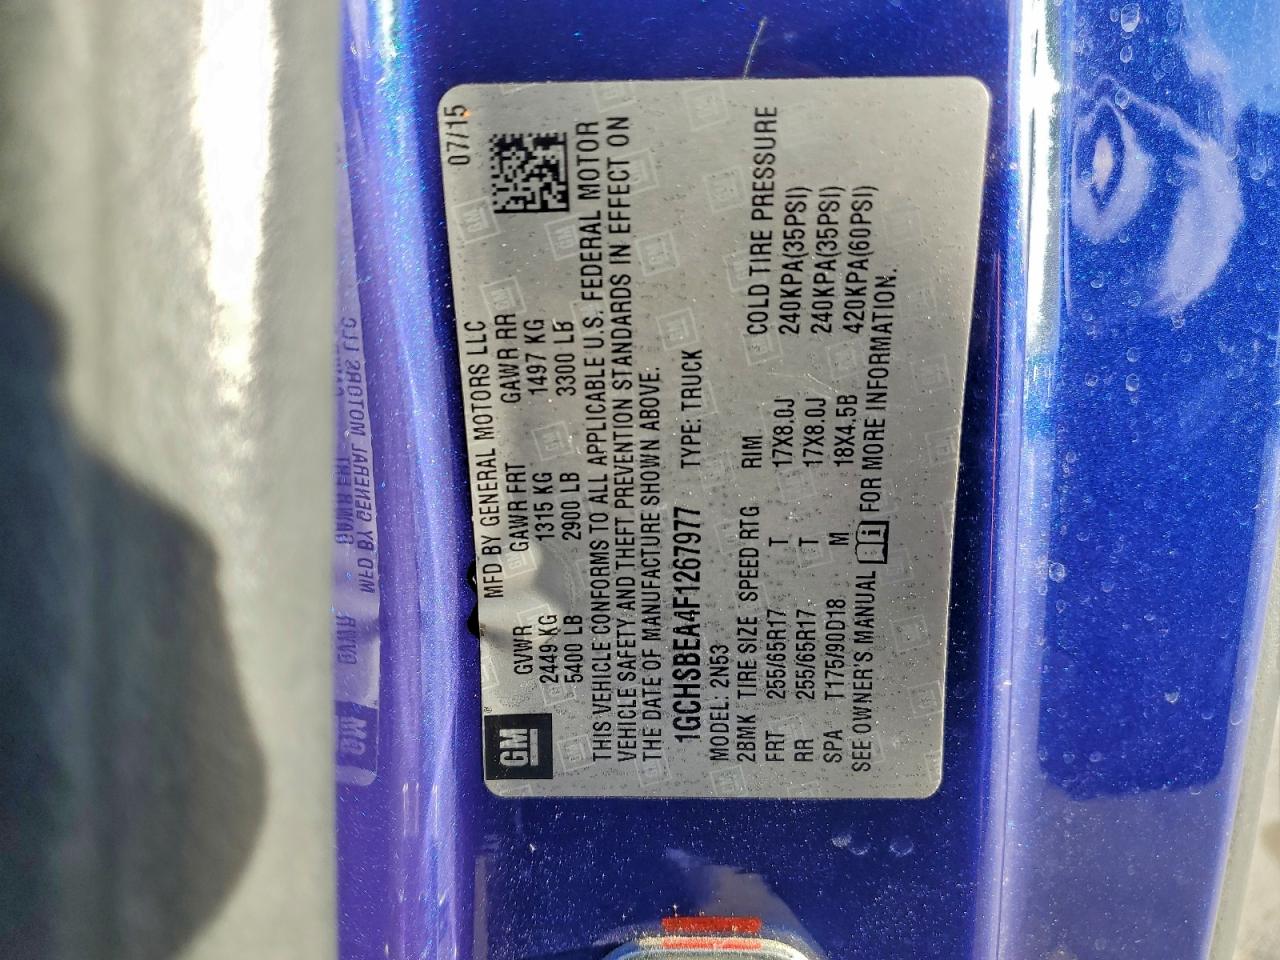 07/15
GM
MFD BY GENERAL MOTORS LLC
GVWR GAWR FRT GAWR RR
2449 KG 1315 KG 1497 KG
5400 LB 2900 LB 3300 LB
THIS VEHICLE CONFORMS TO ALL APPLICABLE U.S. FEDERAL MOTOR
VEHICLE SAFETY AND THEFT PREVENTION STANDARDS IN EFFECT ON
THE DATE OF MANUFACTURE SHOWN ABOVE.
1GCHSBEA4F1267977 TYPE: TRUCK
MODEL: 2N53
2BMK TIRE SIZE SPEED RTG RIM COLD TIRE PRESSURE
FRT 255/65R17 T 17X8.0J 240KPA(35PSI)
RR 255/65R17 T 17X8.0J 240KPA(35PSI)
SPA T175/90D18 M 18X4.5B 420KPA(60PSI)
SEE OWNER'S MANUAL FOR MORE INFORMATION.